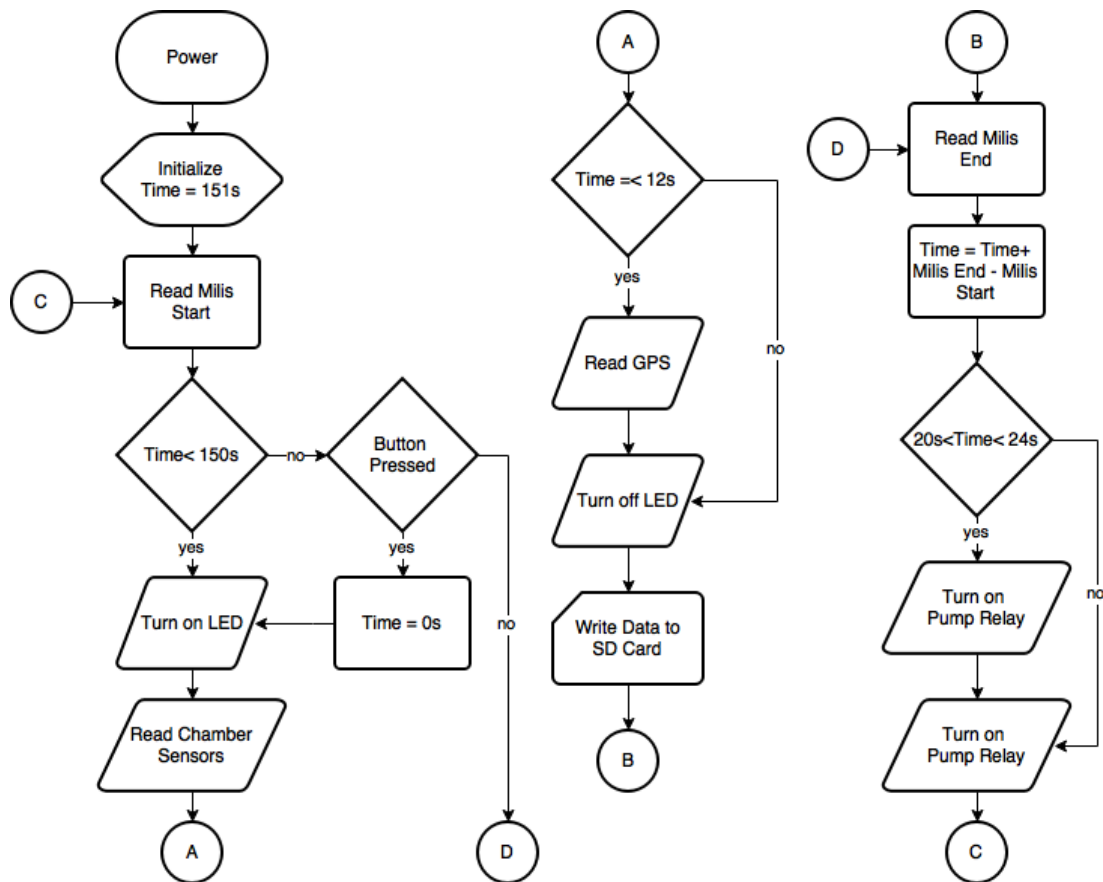 Power
Initialize
Time = 151s
C
Read Milis
Start
Time< 150s
no
Button
Pressed
yes
yes
Turn on LED
Time = 0s
no
Read Chamber
Sensors
A
D
A
Time =< 12s
yes
no
Read GPS
Turn off LED
Write Data to
SD Card
B
B
D
Read Milis
End
Time = Time+
Milis End - Milis
Start
20s<Time< 24s
yes
no
Turn on
Pump Relay
Turn on
Pump Relay
C